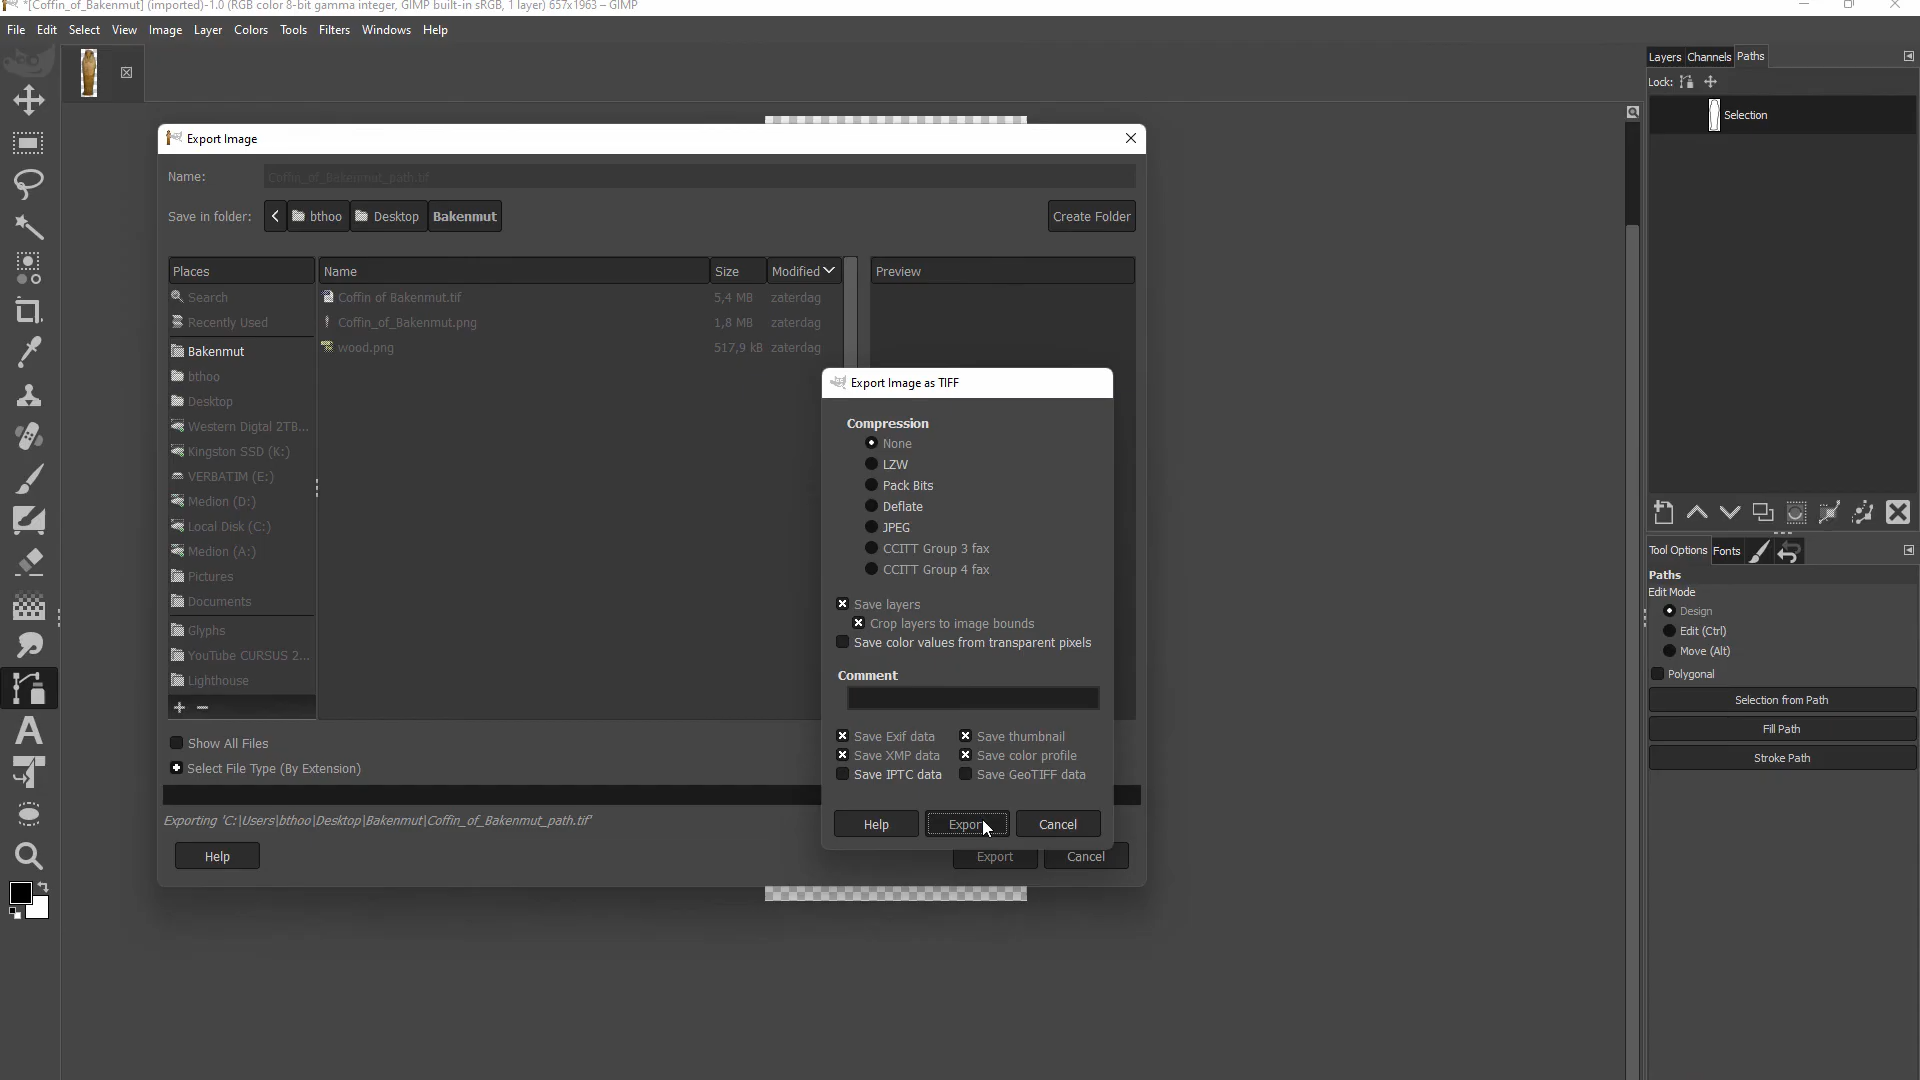 *[Coffin_of_Bakenmut] (imported)-1.0 (RGB color 8-bit gamma integer, GIMP built-in sRGB, 1 layer) 657x1963 – GIMP
File Edit Select View Image Layer Colors Tools Filters Windows Help
Layers Channels Paths
Lock:
Selection
Export Image
Name: Coffin_of_Bakenmut_path.tif
Save in folder: bthoo Desktop Bakenmut Create Folder
Places Name Size Modified Preview
Search
Recently Used
Bakenmut
bthoo
Desktop
Western Digtal 2TB...
Kingston SSD (K:)
VERBATIM (E:)
Medion (D:)
Local Disk (C:)
Medion (A:)
Pictures
Documents
Glyphs
YouTube CURSUS 2...
Lighthouse
Coffin of Bakenmut.tif 5,4 MB zaterdag
Coffin_of_Bakenmut.png 1,8 MB zaterdag
wood.png 517,9 kB zaterdag
Show All Files
Select File Type (By Extension)
Exporting 'C:\Users\bthoo\Desktop\Bakenmut\Coffin_of_Bakenmut_path.tif'
Help Export Cancel
Export Image as TIFF
Compression
None
LZW
Pack Bits
Deflate
JPEG
CCITT Group 3 fax
CCITT Group 4 fax
Save layers
Crop layers to image bounds
Save color values from transparent pixels
Comment
Save Exif data Save thumbnail
Save XMP data Save color profile
Save IPTC data Save GeoTIFF data
Help Export Cancel
Tool Options Fonts
Paths
Edit Mode
Design
Edit (Ctrl)
Move (Alt)
Polygonal
Selection from Path
Fill Path
Stroke Path